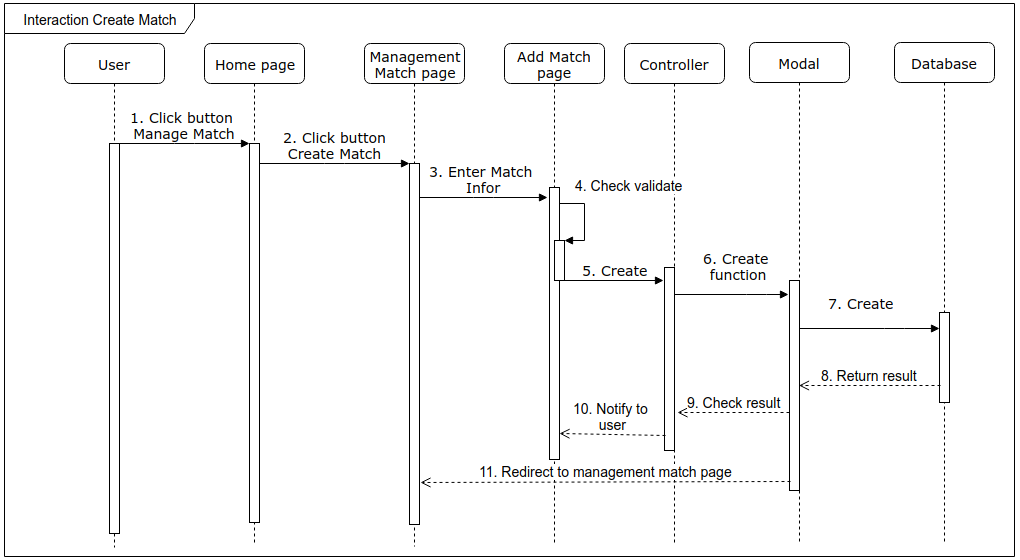 Interaction Create Match
User
Home page
Management
Match page
Add Match
page
Controller
Modal
Database
1. Click button
Manage Match
2. Click button
Create Match
3. Enter Match
Infor
4. Check validate
5. Create
6. Create
function
7. Create
8. Return result
9. Check result
10. Notify to
user
11. Redirect to management match page